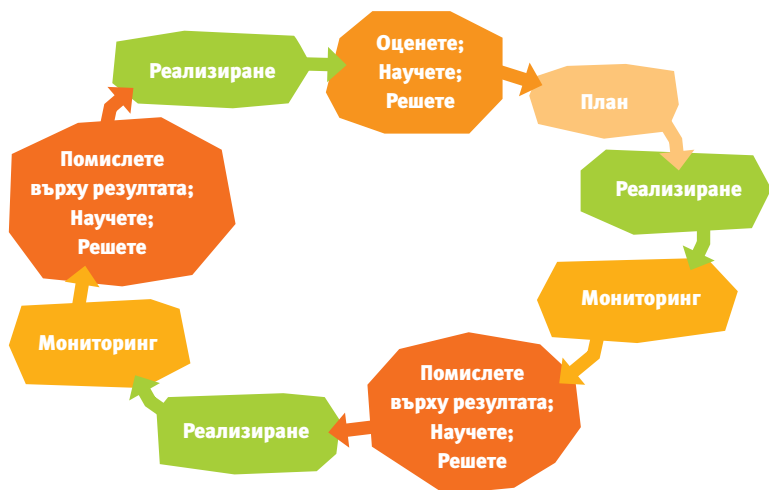 Оценете;
Научете;
Решете
План
Реализиране
Мониторинг
Помислете
върху резултата;
Научете;
Решете
Реализиране
Мониторинг
Помислете
върху резултата;
Научете;
Решете
Реализиране